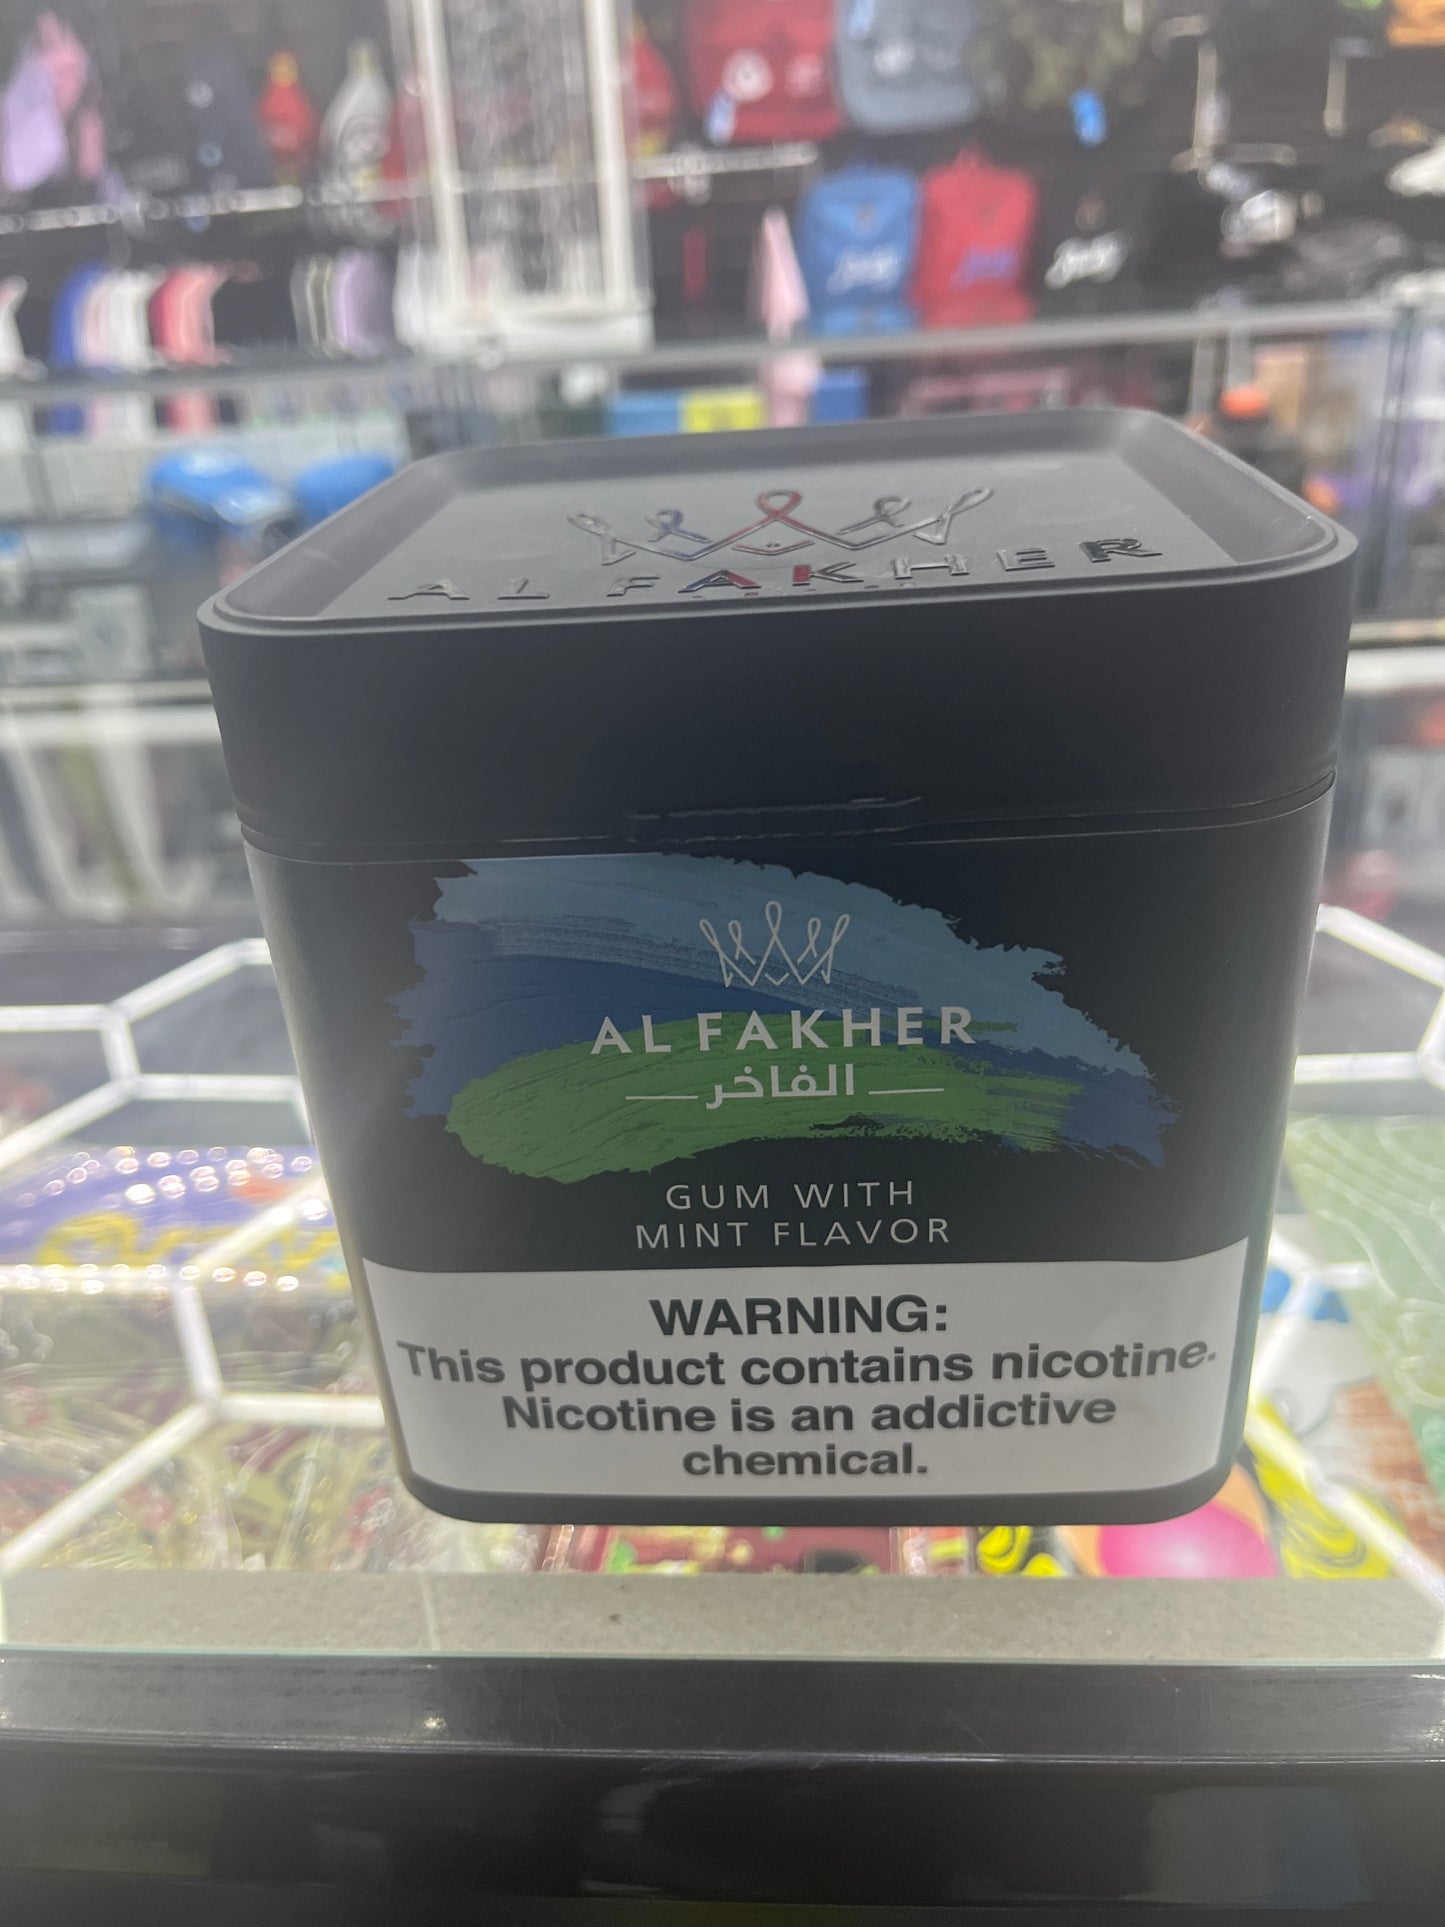 AL FAKHER
AL FAKHER
الفاخر
GUM WITH
MINT FLAVOR
WARNING:
This product contains nicotine.
Nicotine is an addictive
chemical.